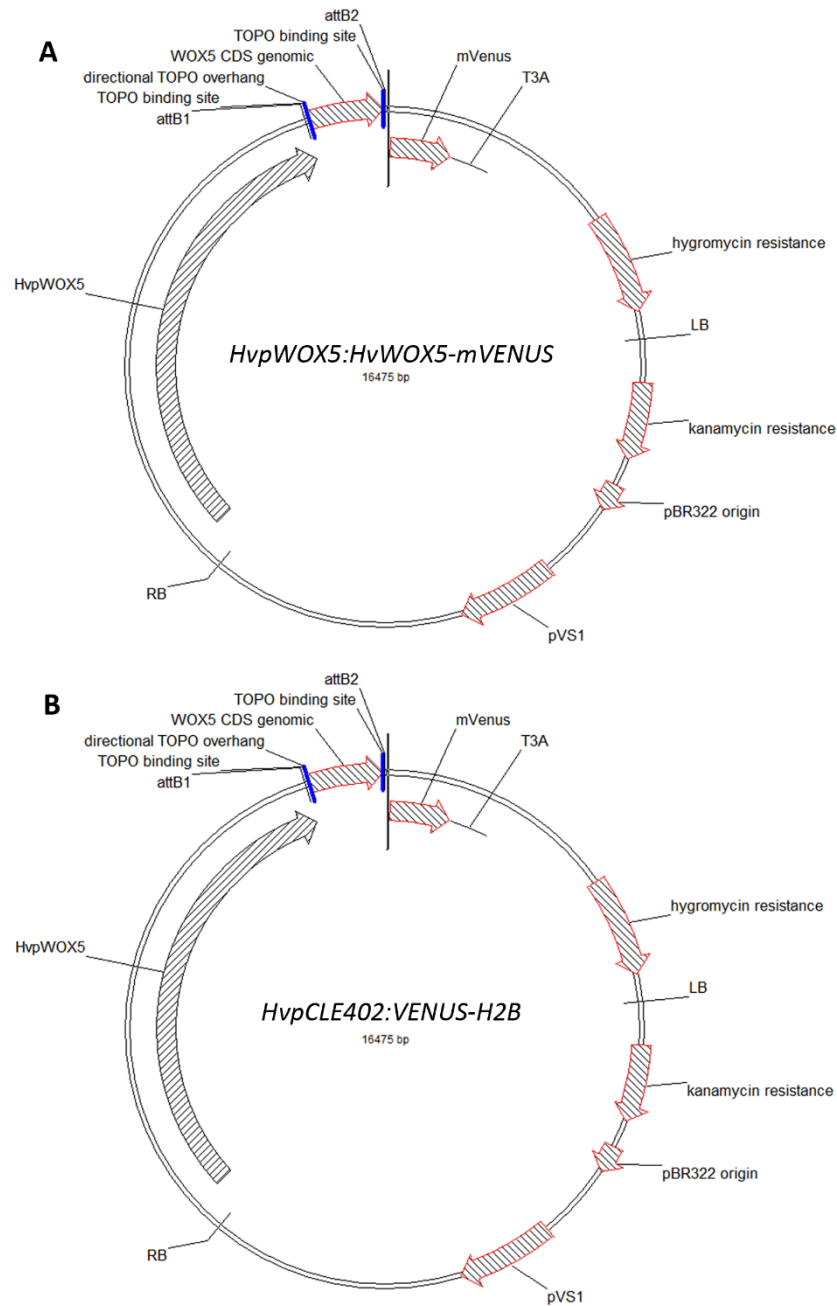 A
attB2
TOPO binding site
WOX5 CDS genomic
directional TOPO overhang
TOPO binding site
attB1
mVenus
T3A
hygromycin resistance
HvpWOX5
LB
HvpWOX5:HvWOX5-mVENUS
16475 bp
kanamycin resistance
pBR322 origin
RB
pVS1
B
attB2
TOPO binding site
WOX5 CDS genomic
directional TOPO overhang
TOPO binding site
attB1
mVenus
T3A
hygromycin resistance
HvpWOX5
LB
HvpCLE402:VENUS-H2B
16475 bp
kanamycin resistance
pBR322 origin
RB
pVS1